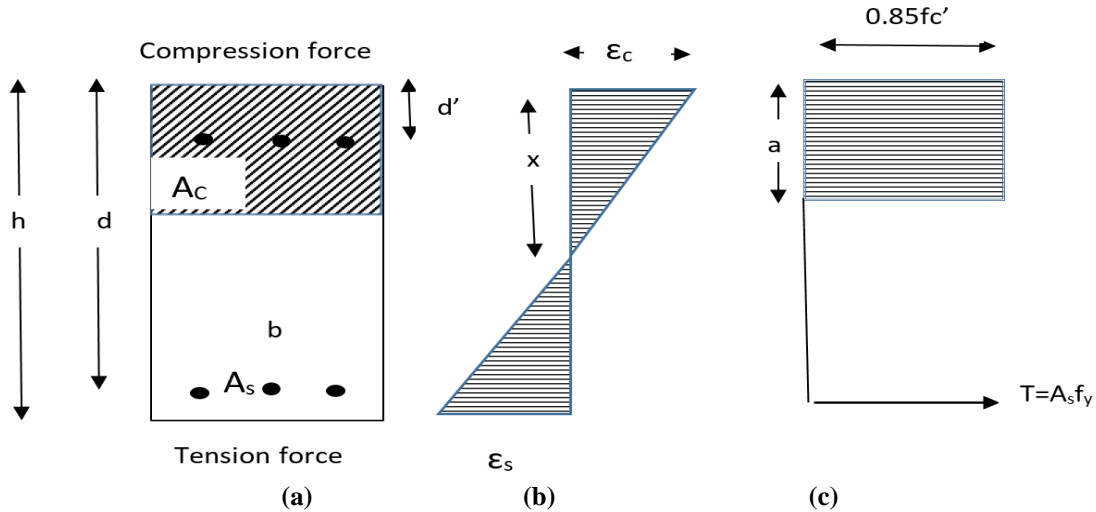 0.85fc'
Compression force
εc
d'
x
a
AC
h
d
b
As
T=Asfy
Tension force
εs
(a)
(b)
(c)